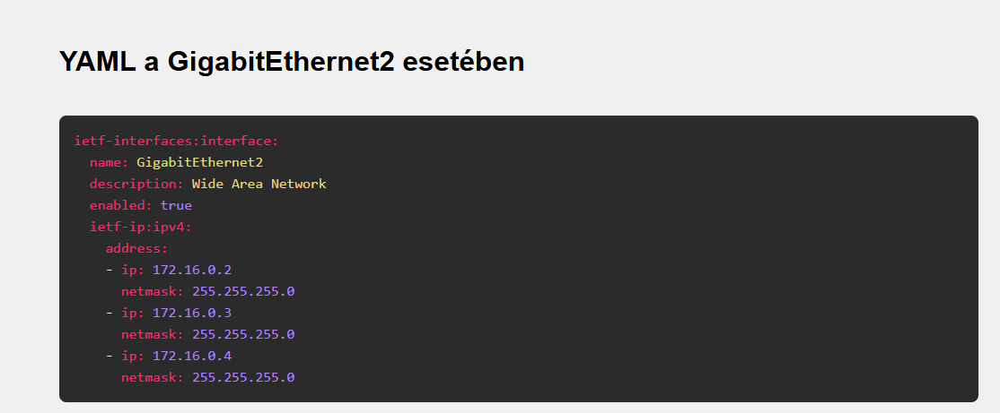 YAML a GigabitEthernet2 esetében
ietf-interfaces:interface:
  name: GigabitEthernet2
  description: Wide Area Network
  enabled: true
  ietf-ip:ipv4:
    address:
    - ip: 172.16.0.2
      netmask: 255.255.255.0
    - ip: 172.16.0.3
      netmask: 255.255.255.0
    - ip: 172.16.0.4
      netmask: 255.255.255.0